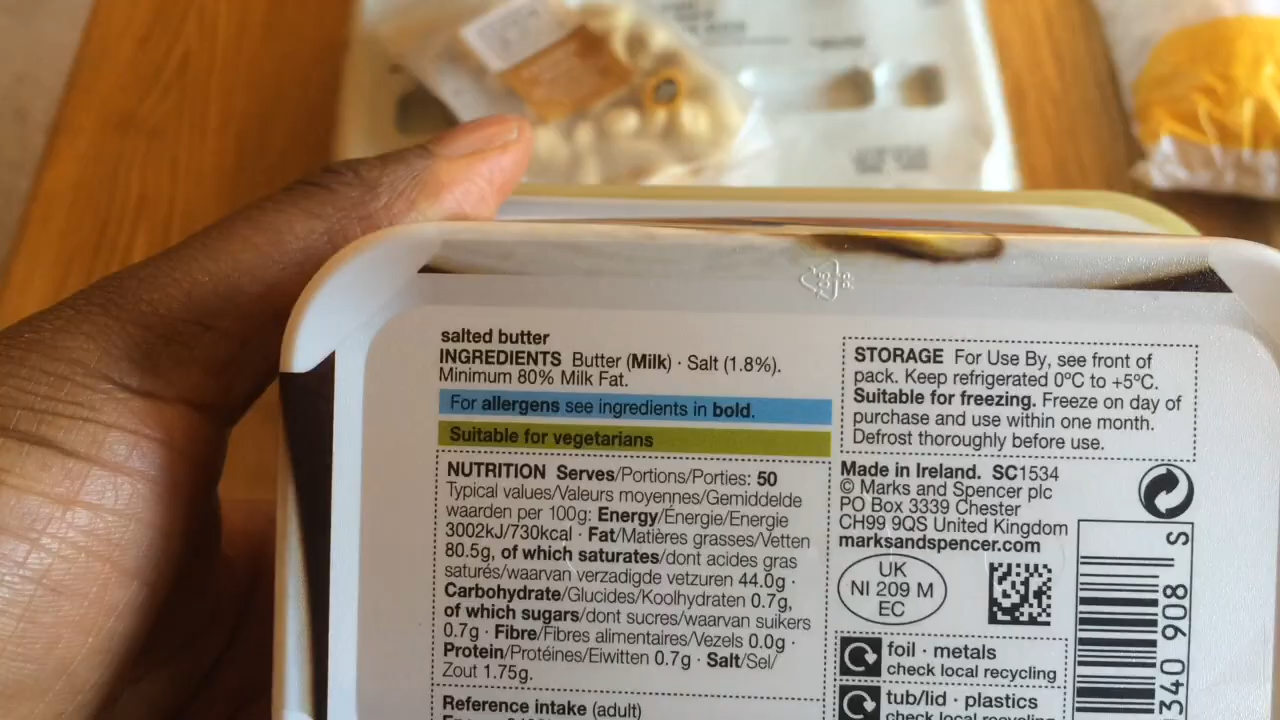 salted butter
INGREDIENTS Butter (Milk) · Salt (1.8%).
Minimum 80% Milk Fat.
For allergens see ingredients in bold.
Suitable for vegetarians
NUTRITION Serves/Portions/Porties: 50
Typical values/Valeurs moyennes/Gemiddelde
waarden per 100g: Energy/Énergie/Energie
3002kJ/730kcal · Fat/Matières grasses/Vetten
80.5g, of which saturates/dont acides gras
saturés/waarvan verzadigde vetzuren 44.0g ·
Carbohydrate/Glucides/Koolhydraten 0.7g,
of which sugars/dont sucres/waarvan suikers
0.7g · Fibre/Fibres alimentaires/Vezels 0.0g ·
Protein/Protéines/Eiwitten 0.7g · Salt/Sel/
Zout 1.75g.
Reference intake (adult)
STORAGE For Use By, see front of
pack. Keep refrigerated 0ºC to +5ºC.
Suitable for freezing. Freeze on day of
purchase and use within one month.
Defrost thoroughly before use.
Made in Ireland. SC1534
© Marks and Spencer plc
PO Box 3339 Chester
CH99 9QS United Kingdom
marksandspencer.com
UK
NI 209 M
EC
foil · metals
check local recycling
tub/lid · plastics
check local recycling
340 908 S